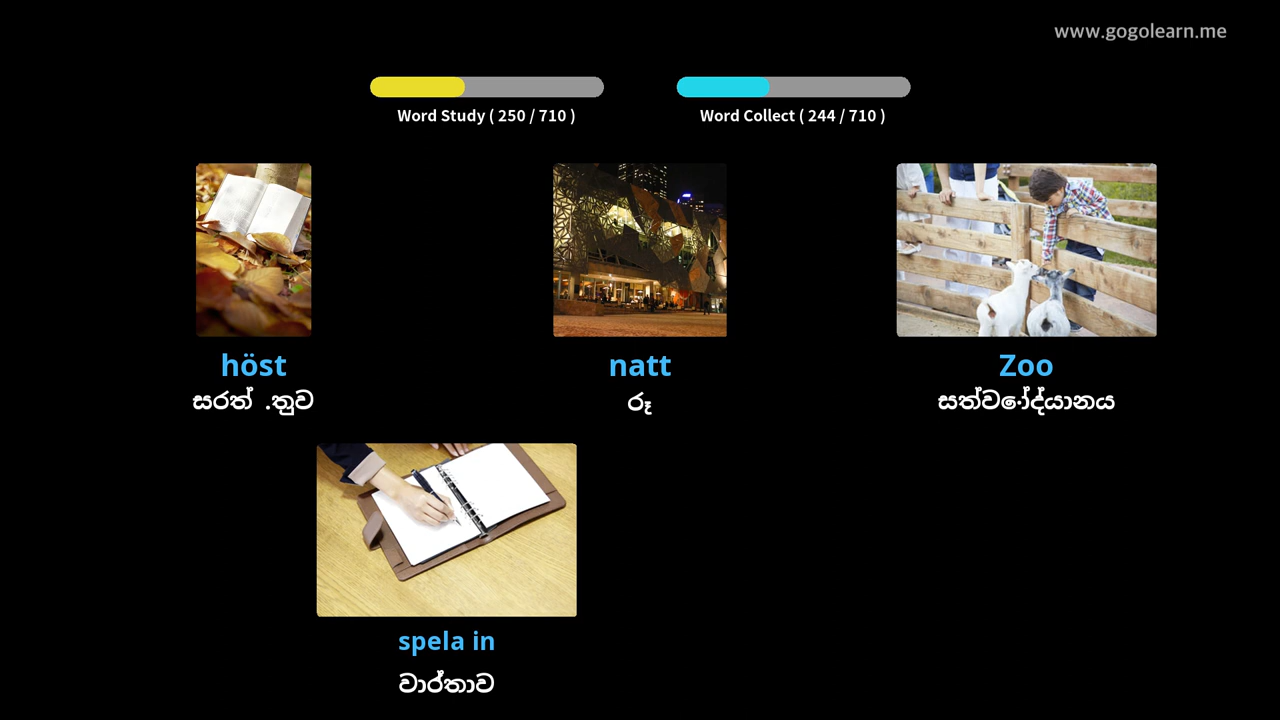 www.gogolearn.me
Word Study ( 250 / 710 )
Word Collect ( 244 / 710 )
höst
සරත් .තුව
natt
රූ
Zoo
සත්වෝද්යානය
spela in
වාර්තාව